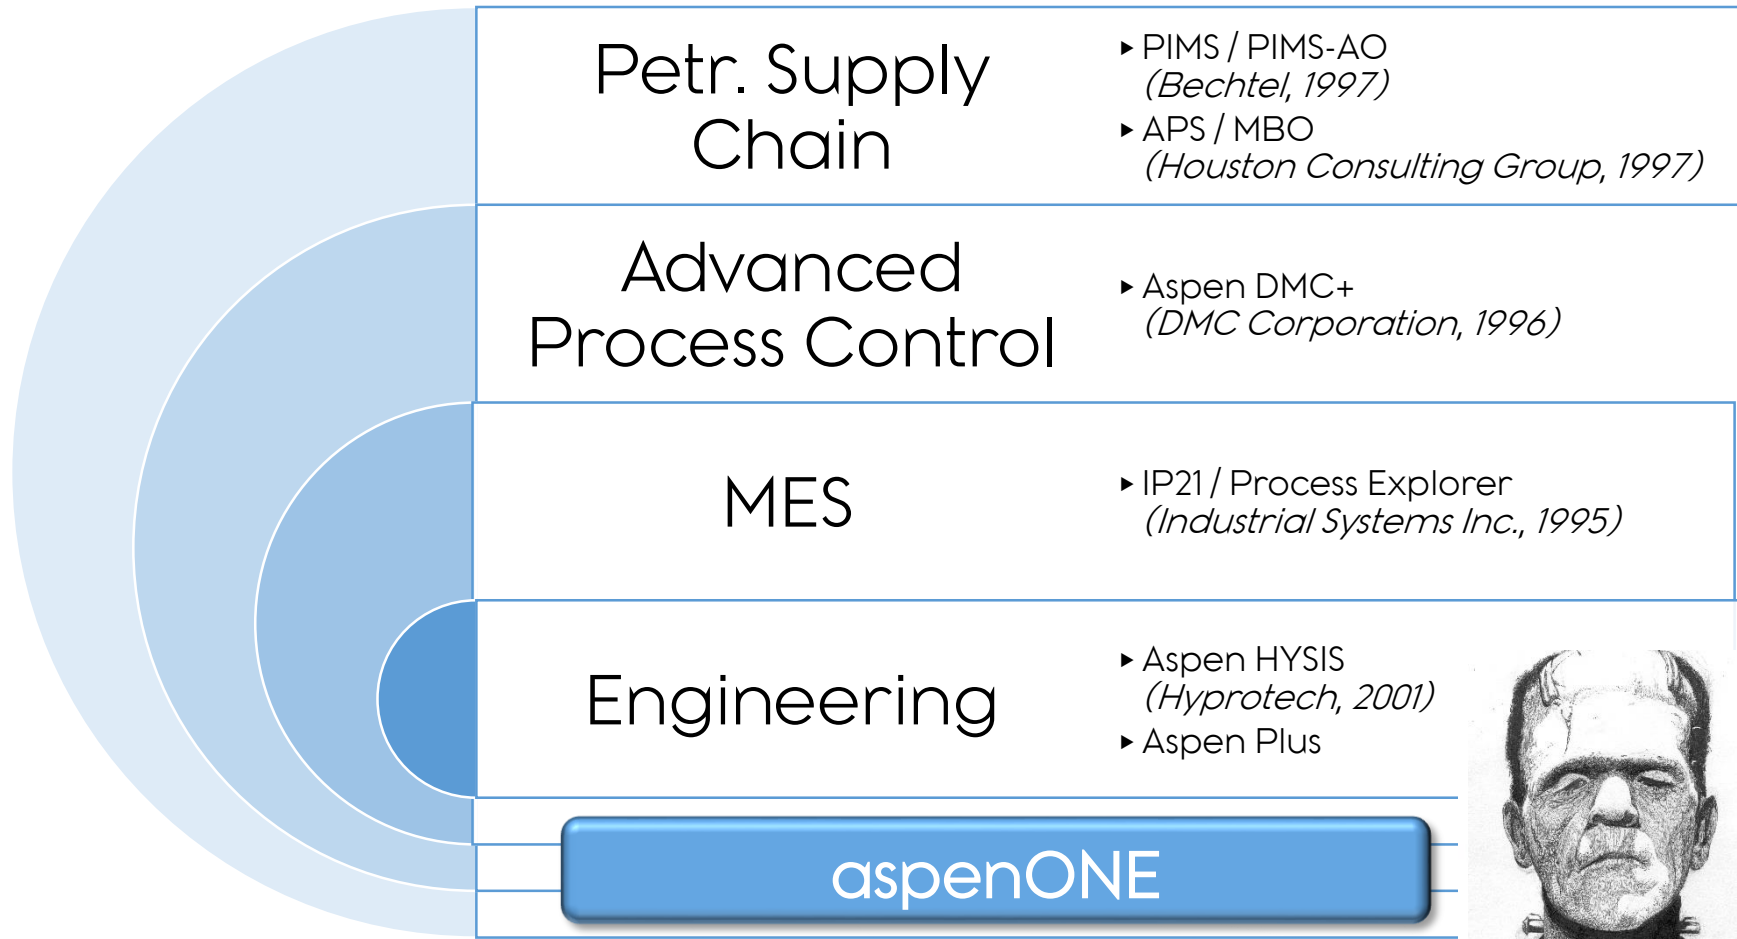 Petr. Supply
Chain
▸ PIMS / PIMS-AO
(Bechtel, 1997)
▸ APS / MBO
(Houston Consulting Group, 1997)
Advanced
Process Control
▸ Aspen DMC+
(DMC Corporation, 1996)
MES
▸ IP21 / Process Explorer
(Industrial Systems Inc., 1995)
Engineering
▸ Aspen HYSIS
(Hyprotech, 2001)
▸ Aspen Plus
aspenONE